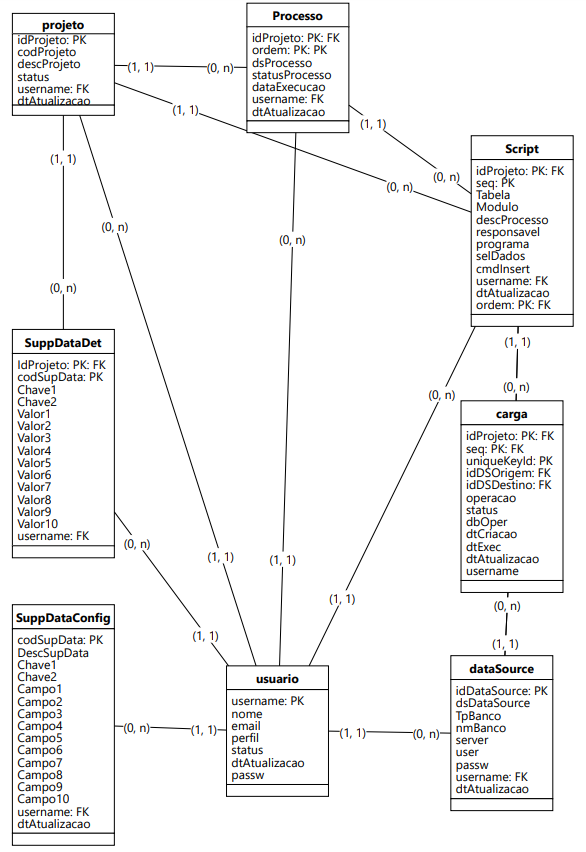 projeto
idProjeto: PK
codProjeto
descProjeto
status
username: FK
dtAtualizacao
Processo
idProjeto: PK: FK
ordem: PK: PK
dsProcesso
statusProcesso
dataExecucao
username: FK
dtAtualizacao
(1, 1)
(0, n)
(1, 1)
(0, n)
(1, 1)
(0, n)
Script
idProjeto: PK: FK
seq: PK
Tabela
Modulo
descProcesso
responsavel
programa
selDados
cmdInsert
username: FK
dtAtualizacao
ordem: PK: FK
(1, 1)
(0, n)
(0, n)
(1, 1)
(0, n)
(1, 1)
(0, n)
(1, 1)
(1, 1)
(0, n)
SuppDataDet
IdProjeto: PK: FK
codSupData: PK
Chave1
Chave2
Valor1
Valor2
Valor3
Valor4
Valor5
Valor6
Valor7
Valor8
Valor9
Valor10
username: FK
(0, n)
(1, 1)
carga
idProjeto: PK: FK
seq: PK: FK
uniqueKeyId: PK
idDSOrigem: FK
idDSDestino: FK
operacao
status
dbOper
dtCriacao
dtExec
dtAtualizacao
username
(0, n)
(1, 1)
SuppDataConfig
codSupData: PK
DescSupData
Chave1
Chave2
Campo1
Campo2
Campo3
Campo4
Campo5
Campo6
Campo7
Campo8
Campo9
Campo10
username: FK
dtAtualizacao
(0, n)
(1, 1)
usuario
username: PK
nome
email
perfil
status
dtAtualizacao
passw
(1, 1)
(0, n)
dataSource
idDataSource: PK
dsDataSource
TpBanco
nmBanco
server
user
passw
username: FK
dtAtualizacao